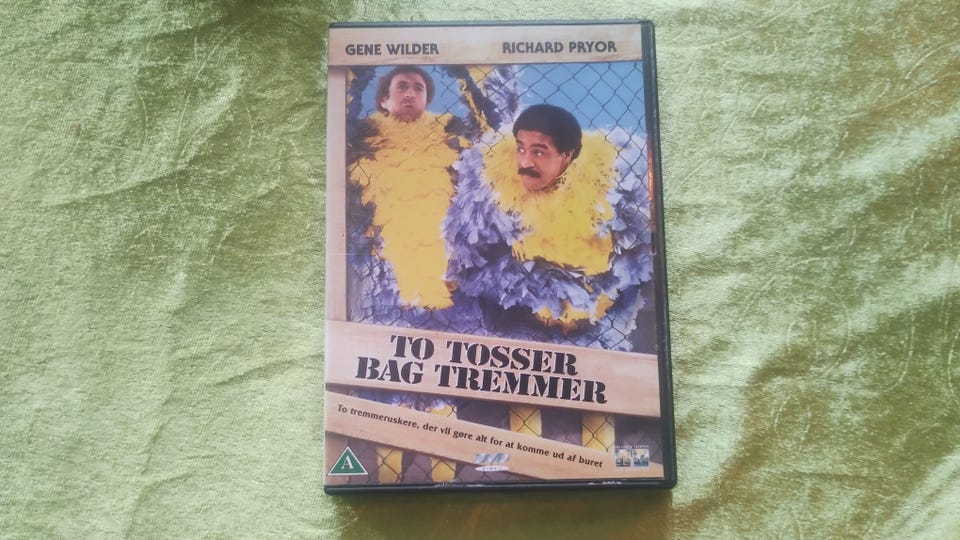 GENE WILDER
RICHARD PRYOR
TO TOSSER
BAG TREMMER
To tremmeruskere, der vil gøre alt for at komme ud af buret
A